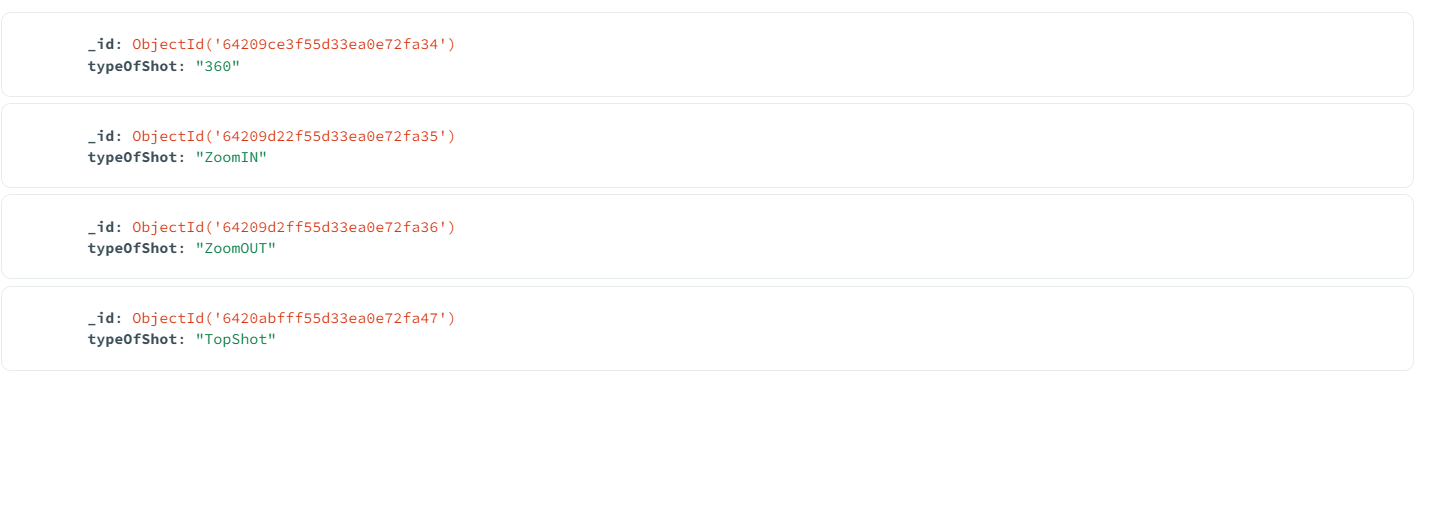 _id: ObjectId('64209ce3f55d33ea0e72fa34')
typeOfShot: "360"
_id: ObjectId('64209d22f55d33ea0e72fa35')
typeOfShot: "ZoomIN"
_id: ObjectId('64209d2ff55d33ea0e72fa36')
typeOfShot: "ZoomOUT"
_id: ObjectId('6420abfff55d33ea0e72fa47')
typeOfShot: "TopShot"